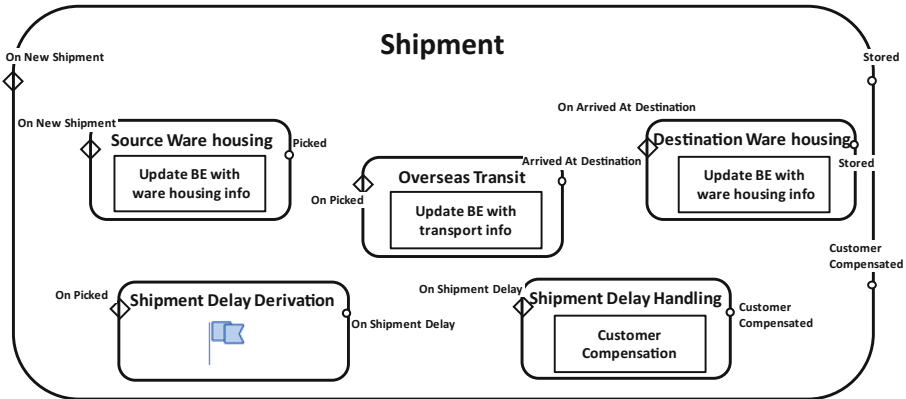 Shipment
On New Shipment
Stored
On New Shipment
Source Ware housing
Picked
Update BE with
ware housing info
On Picked
Overseas Transit
Arrived At Destination
Update BE with
transport info
On Arrived At Destination
Destination Ware housing
Stored
Update BE with
ware housing info
Customer
Compensated
On Picked
Shipment Delay Derivation
On Shipment Delay
On Shipment Delay
Shipment Delay Handling
Customer
Compensated
Customer
Compensation